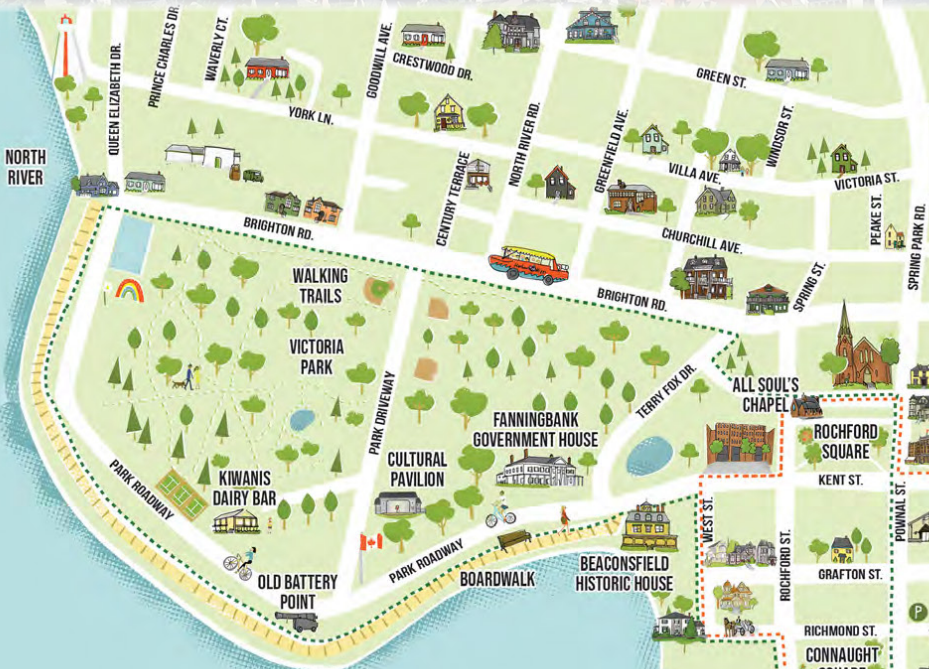 QUEEN ELIZABETH DR.
PRINCE CHARLES DR.
WAVERLY CT.
GOODWILL AVE.
CRESTWOOD DR.
GREEN ST.
YORK LN.
NORTH RIVER RD.
GREENFIELD AVE.
WINDSOR ST.
NORTH
RIVER
CENTURY TERRACE
VILLA AVE.
VICTORIA ST.
PEAKE ST.
SPRING PARK RD.
BRIGHTON RD.
CHURCHILL AVE.
WALKING
TRAILS
BRIGHTON RD.
SPRING ST.
VICTORIA
PARK
PARK DRIVEWAY
TERRY FOX DR.
ALL SOUL'S
CHAPEL
FANNINGBANK
GOVERNMENT HOUSE
ROCHFORD
SQUARE
CULTURAL
PAVILION
KIWANIS
DAIRY BAR
PARK ROADWAY
KENT ST.
WEST ST.
POWNAL ST.
PARK ROADWAY
BOARDWALK
BEACONSFIELD
HISTORIC HOUSE
ROCHFORD ST.
GRAFTON ST.
OLD BATTERY
POINT
P
RICHMOND ST.
CONNAUGHT